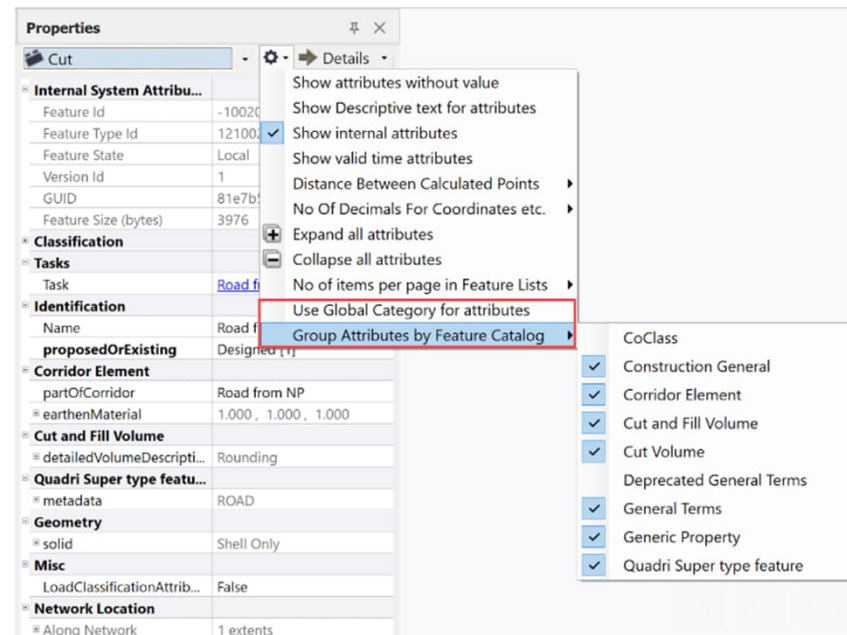 Properties
Cut
Details
Internal System Attribu...
Feature Id -1002
Feature Type Id 12100
Feature State Local
Version Id 1
GUID 81e7b
Feature Size (bytes) 3976
Classification
Tasks
Task Road f
Identification
Name Road f
proposedOrExisting Designed [1]
Corridor Element
partOfCorridor Road from NP
earthenMaterial 1.000 , 1.000 , 1.000
Cut and Fill Volume
detailedVolumeDescripti... Rounding
Quadri Super type featu...
metadata ROAD
Geometry
solid Shell Only
Misc
LoadClassificationAttrib... False
Network Location
Along Network 1 extents
Show attributes without value
Show Descriptive text for attributes
Show internal attributes
Show valid time attributes
Distance Between Calculated Points
No Of Decimals For Coordinates etc.
Expand all attributes
Collapse all attributes
No of items per page in Feature Lists
Use Global Category for attributes
Group Attributes by Feature Catalog
CoClass
Construction General
Corridor Element
Cut and Fill Volume
Cut Volume
Deprecated General Terms
General Terms
Generic Property
Quadri Super type feature